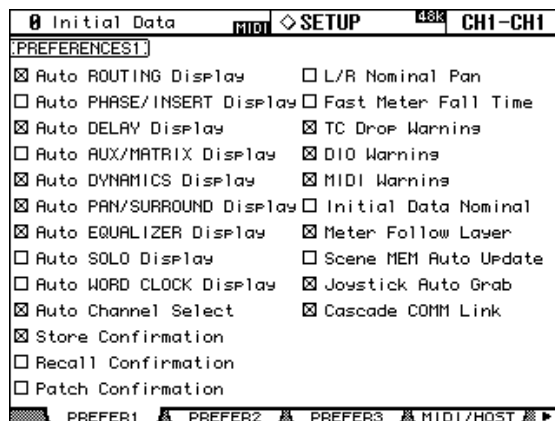 0 Initial Data MIDI ◇SETUP 48k CH1-CH1
PREFERENCES1
Auto ROUTING Display
Auto PHASE/INSERT Display
Auto DELAY Display
Auto AUX/MATRIX Display
Auto DYNAMICS Display
Auto PAN/SURROUND Display
Auto EQUALIZER Display
Auto SOLO Display
Auto WORD CLOCK Display
Auto Channel Select
Store Confirmation
Recall Confirmation
Patch Confirmation
L/R Nominal Pan
Fast Meter Fall Time
TC Drop Warning
DIO Warning
MIDI Warning
Initial Data Nominal
Meter Follow Layer
Scene MEM Auto Update
Joystick Auto Grab
Cascade COMM Link
PREFER1 PREFER2 PREFER3 MIDI/HOST